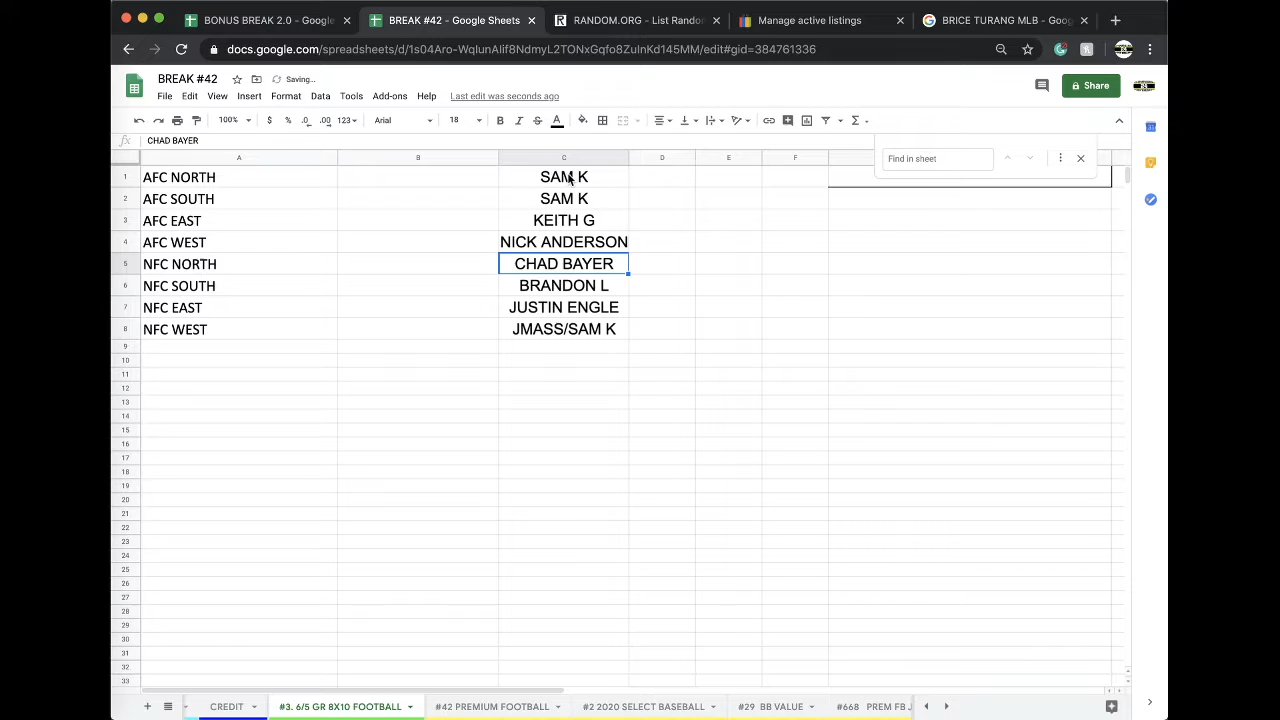 BONUS BREAK 2.0 - Google
BREAK #42 - Google Sheets
RANDOM.ORG - List Random
Manage active listings
BRICE TURANG MLB - Goog
docs.google.com/spreadsheets/d/1s04Aro-WqIunAIif8NdmyL2TONxGqfo8ZuInKd145MM/edit#gid=384761336
BREAK #42
Saving...
File Edit View Insert Format Data Tools Add-ons Help Last edit was seconds ago
Share
100% $ % .0 .00 123 Arial 18 B I S A
fx CHAD BAYER
Find in sheet
A B C D E F
1 AFC NORTH SAM K
2 AFC SOUTH SAM K
3 AFC EAST KEITH G
4 AFC WEST NICK ANDERSON
5 NFC NORTH CHAD BAYER
6 NFC SOUTH BRANDON L
7 NFC EAST JUSTIN ENGLE
8 NFC WEST JMASS/SAM K
9
10
11
12
13
14
15
16
17
18
19
20
21
22
23
24
25
26
27
28
29
30
31
32
33
CREDIT #3. 6/5 GR 8X10 FOOTBALL #42 PREMIUM FOOTBALL #2 2020 SELECT BASEBALL #29 BB VALUE #668 PREM FB J